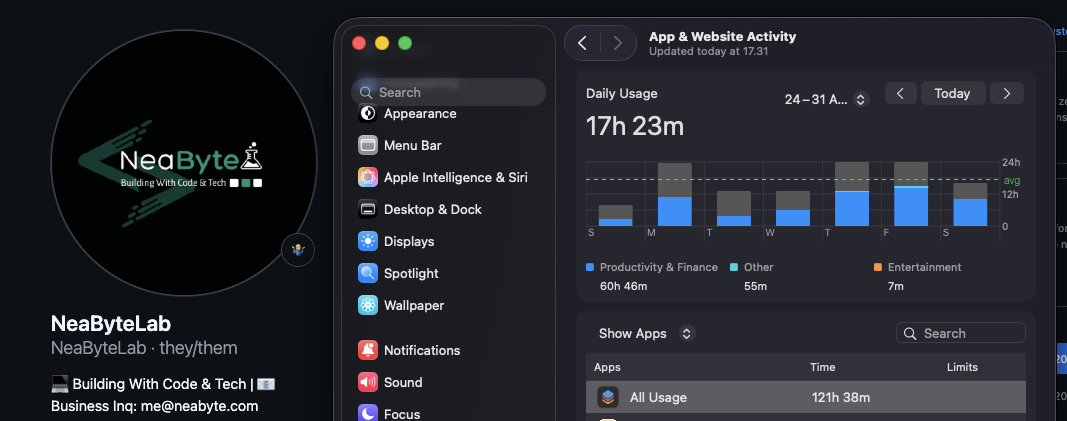 NeaByte
Building With Code & Tech
NeaByteLab
NeaByteLab · they/them
Building With Code & Tech |
Business Inq: me@neabyte.com
Search
Appearance
Menu Bar
Apple Intelligence & Siri
Desktop & Dock
Displays
Spotlight
Wallpaper
Notifications
Sound
Focus
App & Website Activity
Updated today at 17.31
Daily Usage
24–31 A...
Today
17h 23m
24h
avg
12h
0
S M T W T F S
Productivity & Finance Other Entertainment
60h 46m 55m 7m
Show Apps
Search
Apps Time Limits
All Usage 121h 38m